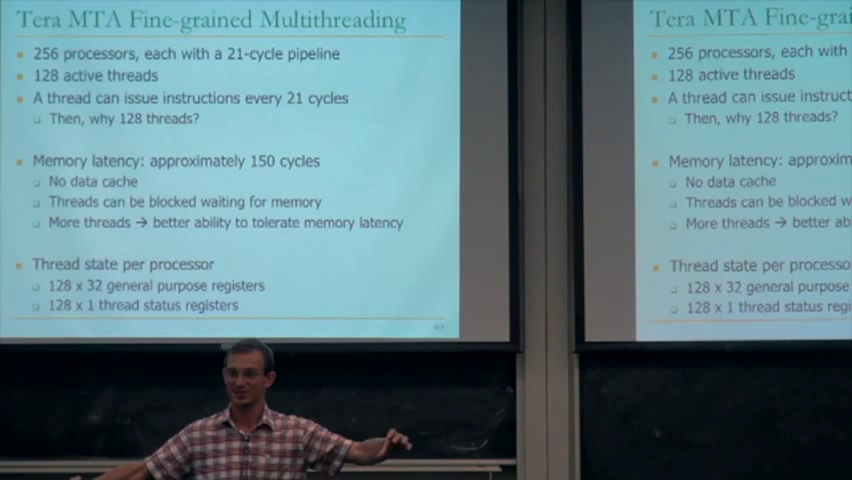 Tera MTA Fine-grained Multithreading
256 processors, each with a 21-cycle pipeline
128 active threads
A thread can issue instructions every 21 cycles
Then, why 128 threads?
Memory latency: approximately 150 cycles
No data cache
Threads can be blocked waiting for memory
More threads → better ability to tolerate memory latency
Thread state per processor
128 x 32 general purpose registers
128 x 1 thread status registers
40
Tera MTA Fine-grai
256 processors, each with
128 active threads
A thread can issue instruct
Then, why 128 threads?
Memory latency: approxim
No data cache
Threads can be blocked w
More threads → better abi
Thread state per processo
128 x 32 general purpose
128 x 1 thread status regi